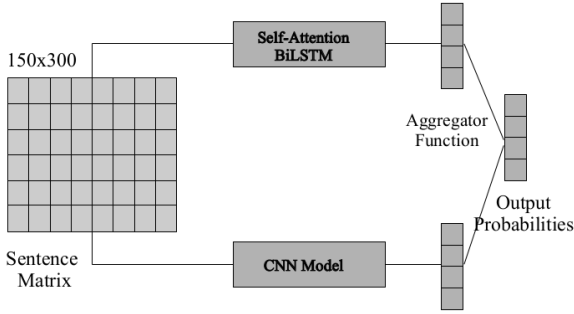 150x300
Self-Attention
BiLSTM
Aggregator
Function
Output
Probabilities
Sentence
Matrix
CNN Model